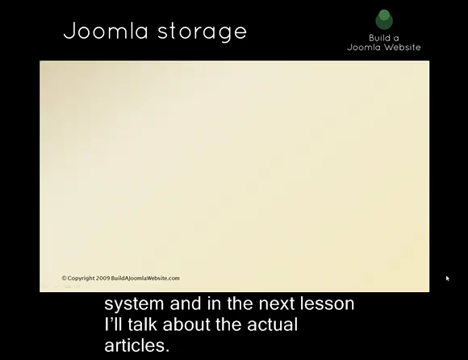 Joomla storage
Build a
Joomla Website
© Copyright 2009 BuildAJoomlaWebsite.com
system and in the next lesson
I'll talk about the actual
articles.